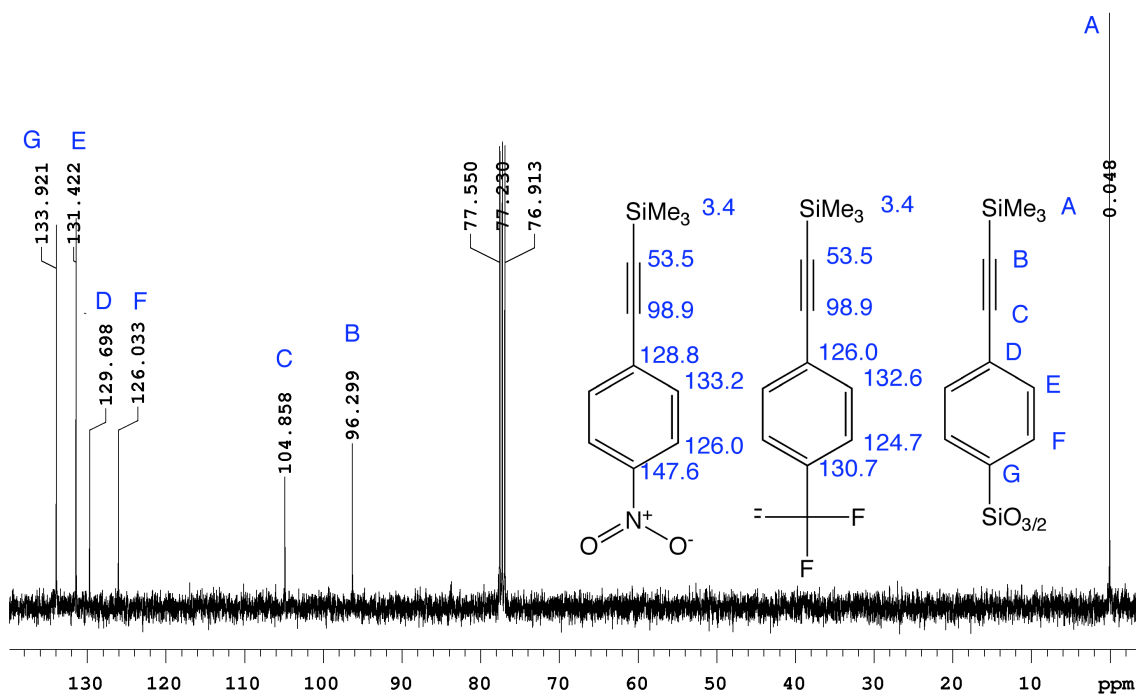 A
G E
133.921
131.422
D F
129.698
126.033
C
104.858
B
96.299
77.550
77.230
76.913
0.048
SiMe3 3.4
53.5
98.9
128.8
133.2
126.0
147.6
N+
O O-
SiMe3 3.4
53.5
98.9
126.0
132.6
124.7
130.7
F
F
SiMe3 A
B
C
D
E
F
G
SiO3/2
130 120 110 100 90 80 70 60 50 40 30 20 10 ppm